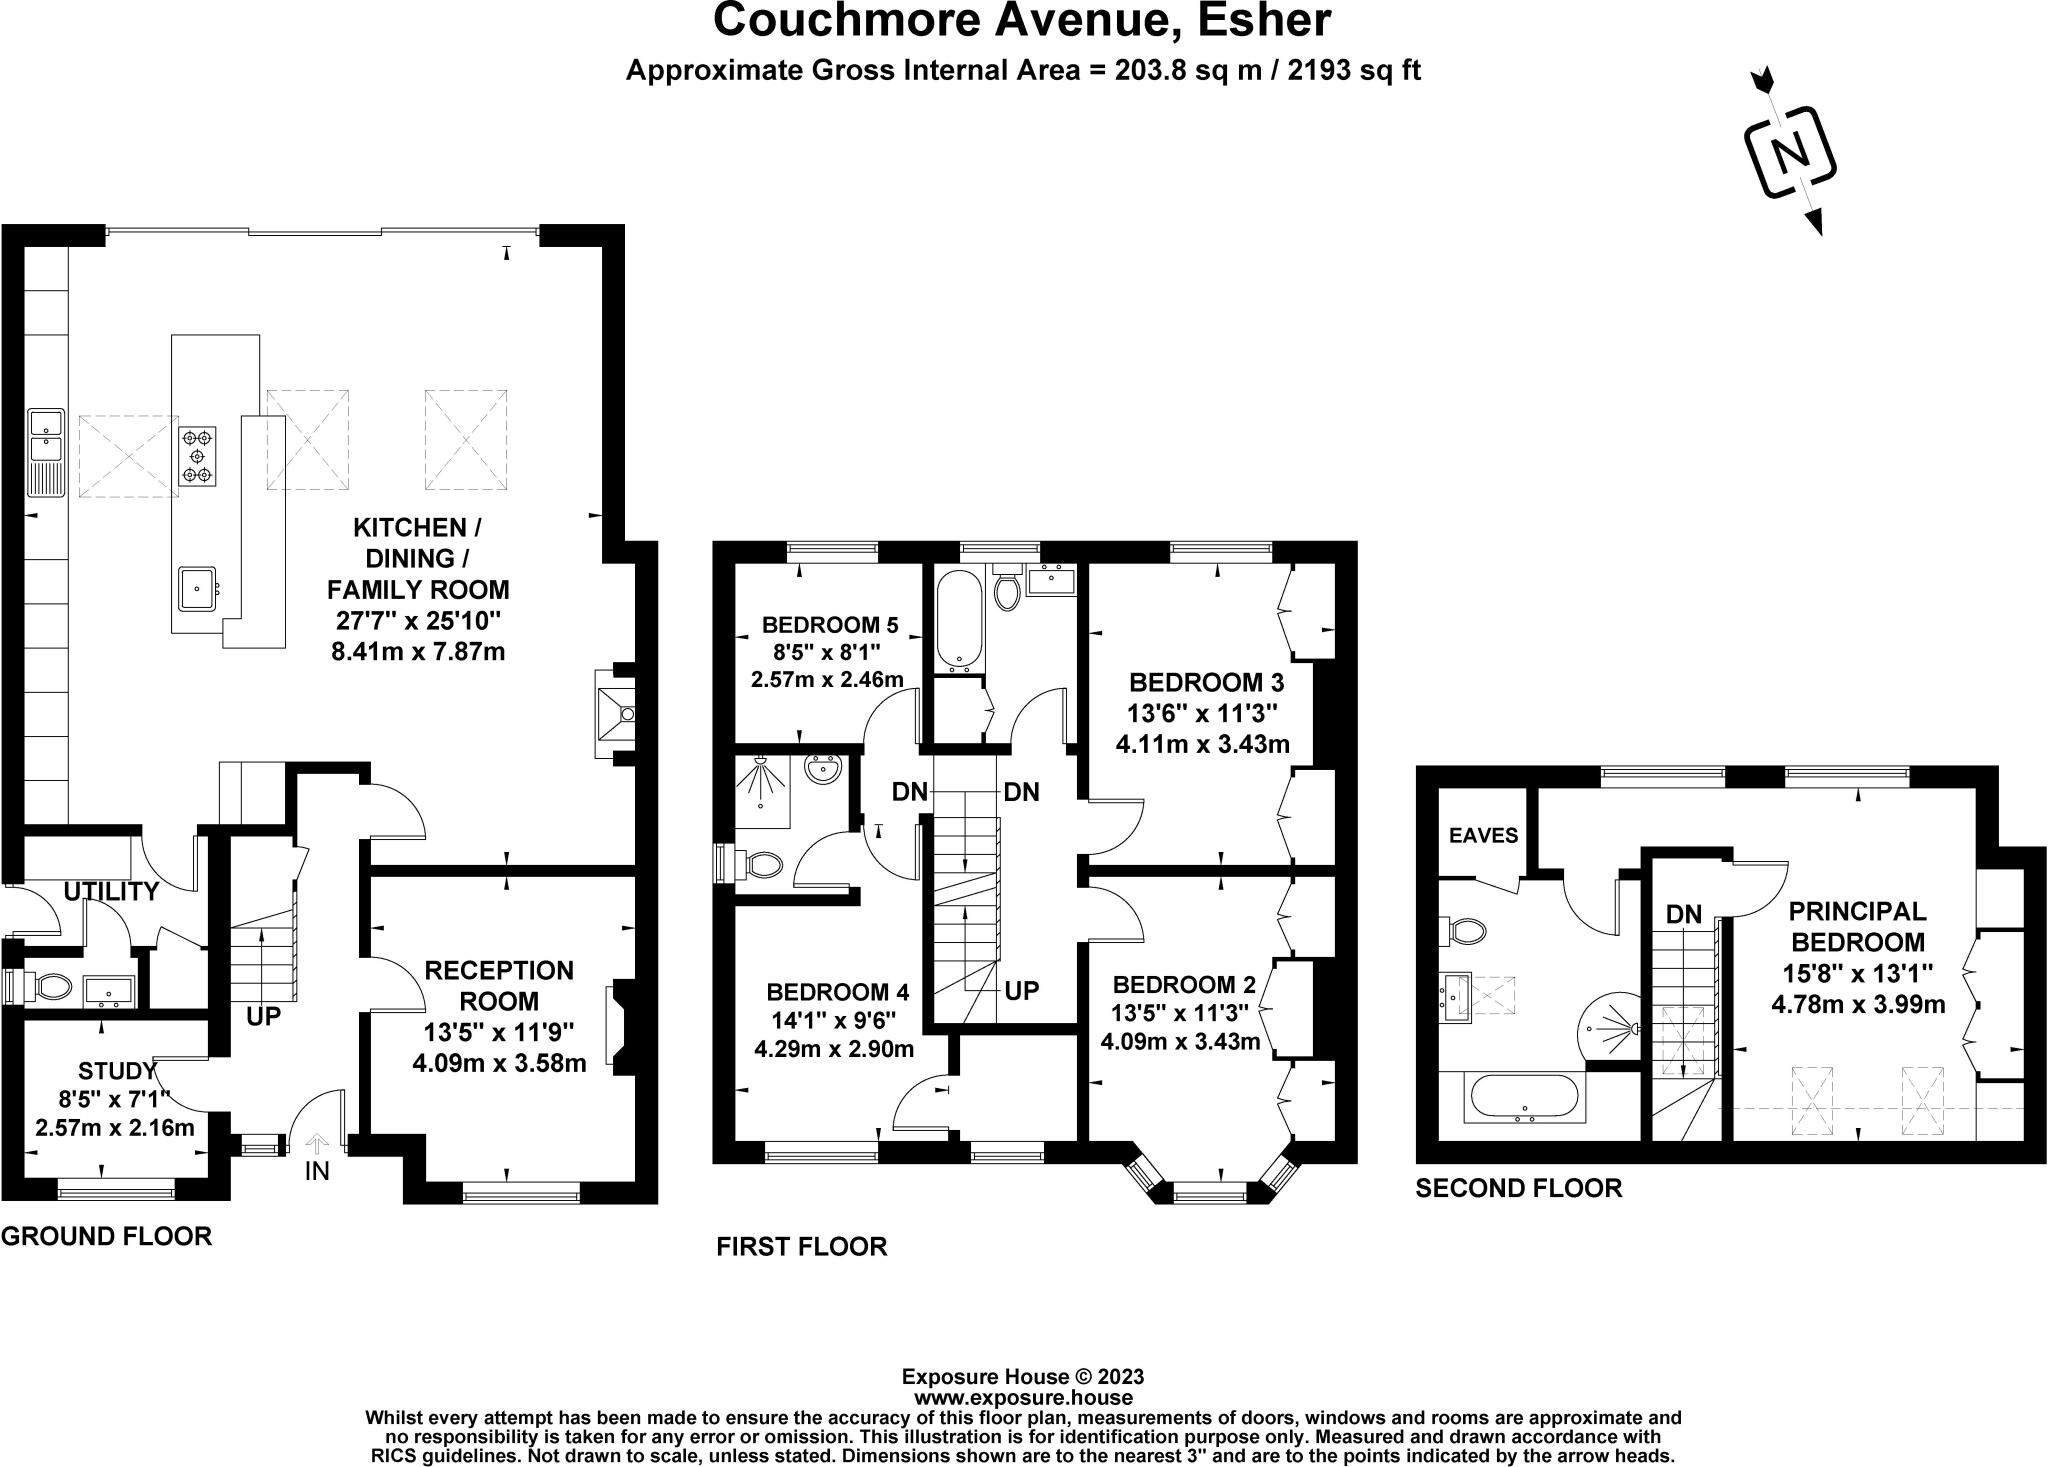 Couchmore Avenue, Esher
Approximate Gross Internal Area = 203.8 sq m / 2193 sq ft
N
KITCHEN /
DINING /
FAMILY ROOM
27'7" x 25'10"
8.41m x 7.87m
UTILITY
UP
STUDY
8'5" x 7'1"
2.57m x 2.16m
RECEPTION
ROOM
13'5" x 11'9"
4.09m x 3.58m
IN
GROUND FLOOR
BEDROOM 5
8'5" x 8'1"
2.57m x 2.46m
BEDROOM 3
13'6" x 11'3"
4.11m x 3.43m
DN
DN
UP
BEDROOM 4
14'1" x 9'6"
4.29m x 2.90m
BEDROOM 2
13'5" x 11'3"
4.09m x 3.43m
FIRST FLOOR
EAVES
DN
PRINCIPAL
BEDROOM
15'8" x 13'1"
4.78m x 3.99m
SECOND FLOOR
Exposure House © 2023
www.exposure.house
Whilst every attempt has been made to ensure the accuracy of this floor plan, measurements of doors, windows and rooms are approximate and
no responsibility is taken for any error or omission. This illustration is for identification purpose only. Measured and drawn accordance with
RICS guidelines. Not drawn to scale, unless stated. Dimensions shown are to the nearest 3" and are to the points indicated by the arrow heads.